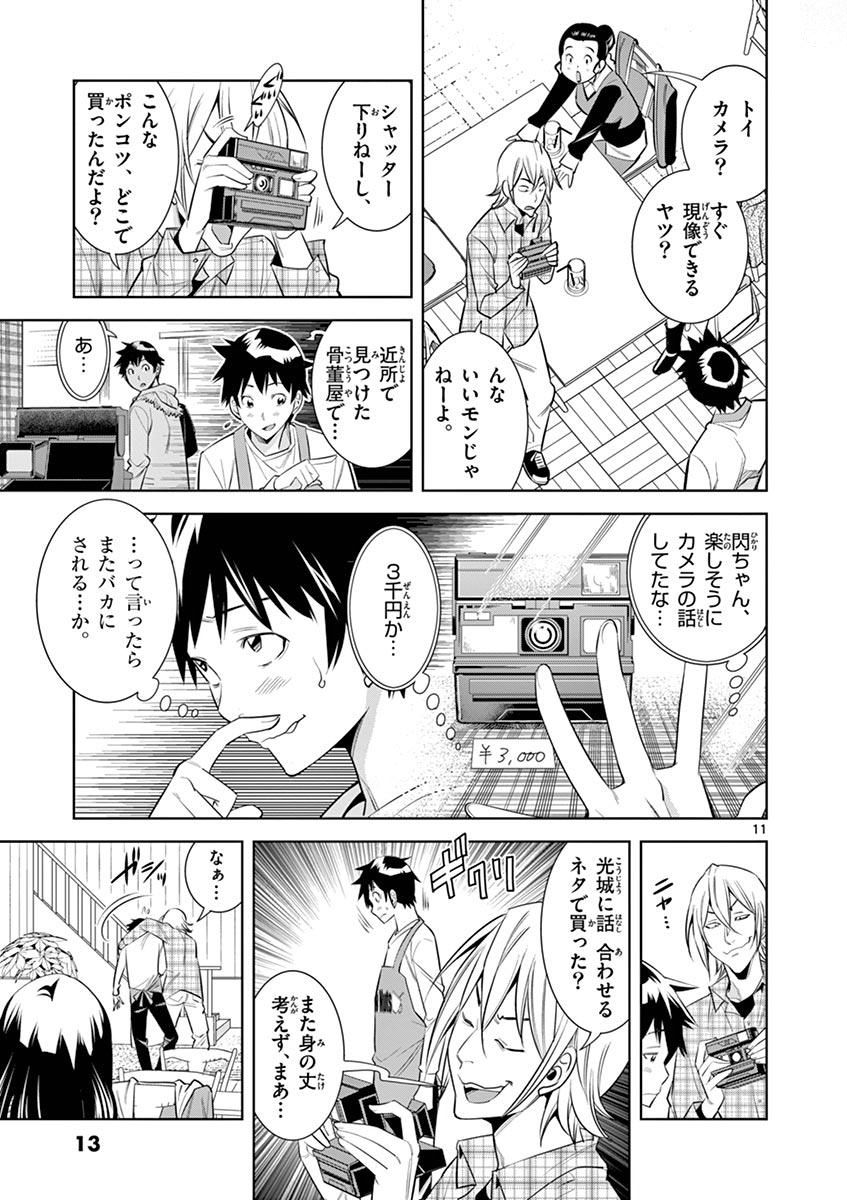 トイ
カメラ?
すぐ
現像できる
ヤツ?
んな
いいモンじゃ
ねーよ。
シャッター
下りねーし、
こんな
ポンコツ、どこで
買ったんだよ?
近所で
見つけた
骨董屋で…
あ…
閃ちゃん、
楽しそうに
カメラの話
してたな…
¥3,000
3千円か…
…って言ったら
またバカに
される…か。
11
ニヤ…
光城に話 合わせる
ネタで買った?
ギクリ
また身の丈
考えず、まぁ…
なぁ…
ガシッ
13